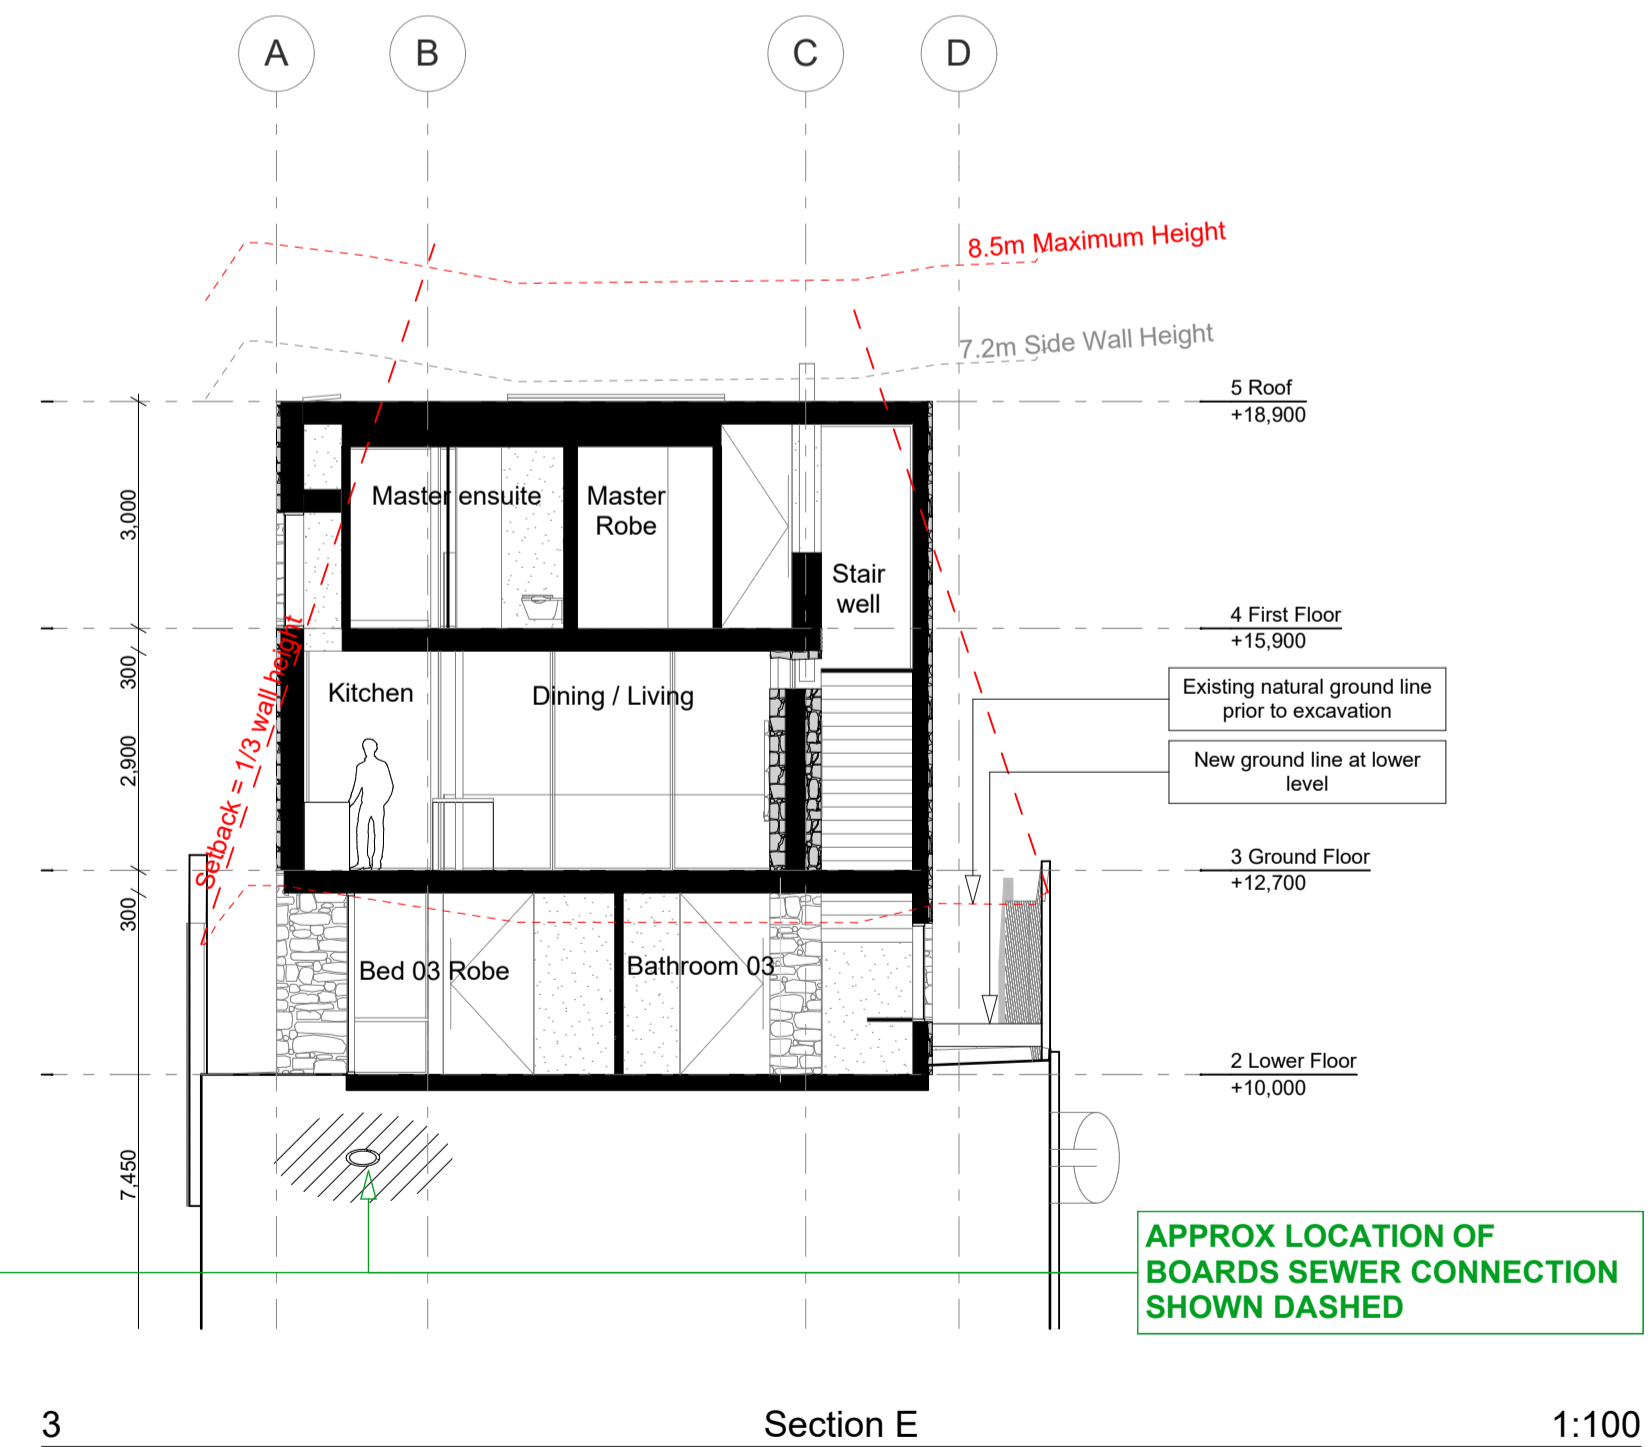 A B C D
8.5m Maximum Height
7.2m Side Wall Height
5 Roof
+18,900
3,000
Master ensuite
Master
Robe
Stair
well
4 First Floor
+15,900
300
Setback = 1/3 wall height
Kitchen
Dining / Living
Existing natural ground line
prior to excavation
New ground line at lower
level
2,900
3 Ground Floor
+12,700
300
Bed 03 Robe
Bathroom 03
2 Lower Floor
+10,000
7,450
APPROX LOCATION OF
BOARDS SEWER CONNECTION
SHOWN DASHED
3 Section E 1:100